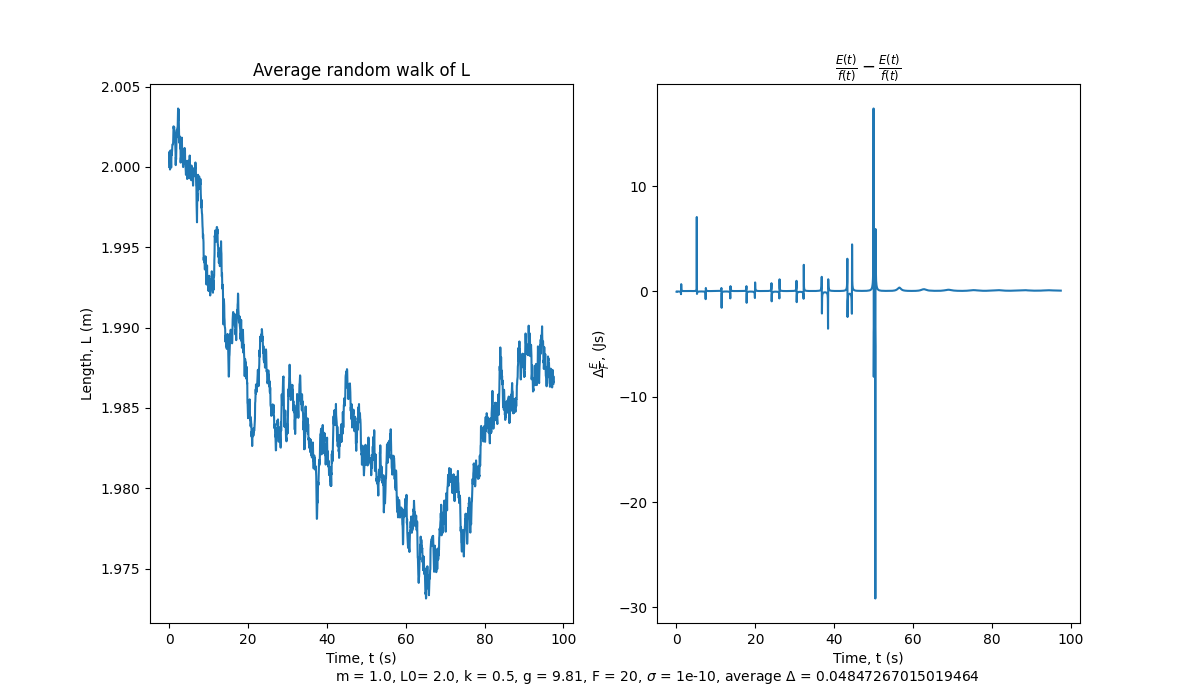 Average random walk of L
E(t)/f(t) − E(t)/f(t)
2.005
2.000
1.995
1.990
1.985
1.980
1.975
Length, L (m)
0 20 40 60 80 100
Time, t (s)
10
0
−10
−20
−30
Δ E/F, (Js)
0 20 40 60 80 100
Time, t (s)
m = 1.0, L0= 2.0, k = 0.5, g = 9.81, F = 20, σ = 1e-10, average Δ = 0.04847267015019464